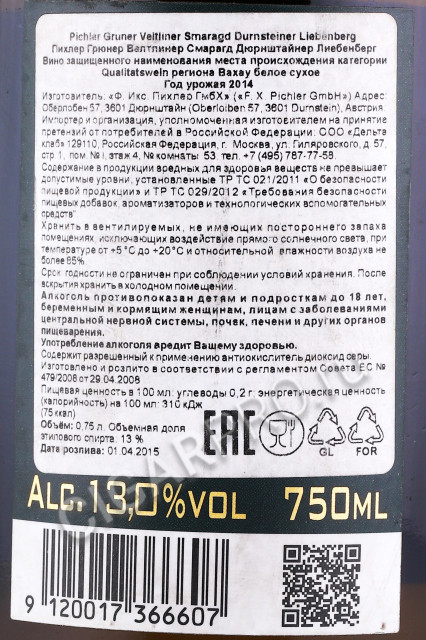 Pichler Gruner Veltliner Smaragd Durnsteiner Liebenberg
Пихлер Грюнер Велтлинер Смарагд Дюрнштайнер Лиебенберг
Вино защищенного наименования места происхождения категории
Qualitatswein региона Вахау белое сухое
Год урожая 2014
Изготовитель: «Ф. Икс. Пихлер ГмбХ» («F. X. Pichler GmbH») Адрес:
Оберлобен 57, 3601 Дюрнштайн (Oberloiben 57, 3601 Durnstein), Австрия.
Импортер и организация, уполномоченная изготовителем на принятие
претензий от потребителей в Российской Федерации: ООО «Дельта
клаб» 129110, Российская Федерация, г. Москва, ул. Гиляровского, д. 57,
стр. 1, пом. № I, этаж 4, № комнаты 53. тел. +7 (495) 787-77-58.
Содержание в продукции вредных для здоровья веществ не превышает
допустимые уровни, установленные ТР ТС 021/2011 «О безопасности
пищевой продукции» и ТР ТС 029/2012 «Требования безопасности
пищевых добавок, ароматизаторов и технологических вспомогательных
средств"
Хранить в вентилируемых, не имеющих постороннего запаха
помещениях, исключающих воздействие прямого солнечного света, при
температуре от +5°С до +20°С и относительной влажности воздуха не
более 85%.
Срок годности не ограничен при соблюдении условий хранения. После
вскрытия хранить в холодном помещении.
Алкоголь противопоказан детям и подросткам до 18 лет,
беременным и кормящим женщинам, лицам с заболеваниями
центральной нервной системы, почек, печени и других органов
пищеварения.
Употребление алкоголя вредит Вашему здоровью.
Содержит разрешенный к применению антиокислитель диоксид серы.
Изготовлено и розлито в соответствии с регламентом Совета ЕС №
479/2008 от 29.04.2008
Пищевая ценность в 100 мл: углеводы 0,2 г; энергетическая ценность
(калорийность) на 100 мл: 310 кДж
(75 ккал)
Объём: 0,75 л. Объемная доля
этилового спирта: 13 %
Дата розлива: 01.04.2015
EAC
GL
FOR
ALC. 13,0%VOL 750ML
9 120017 366607